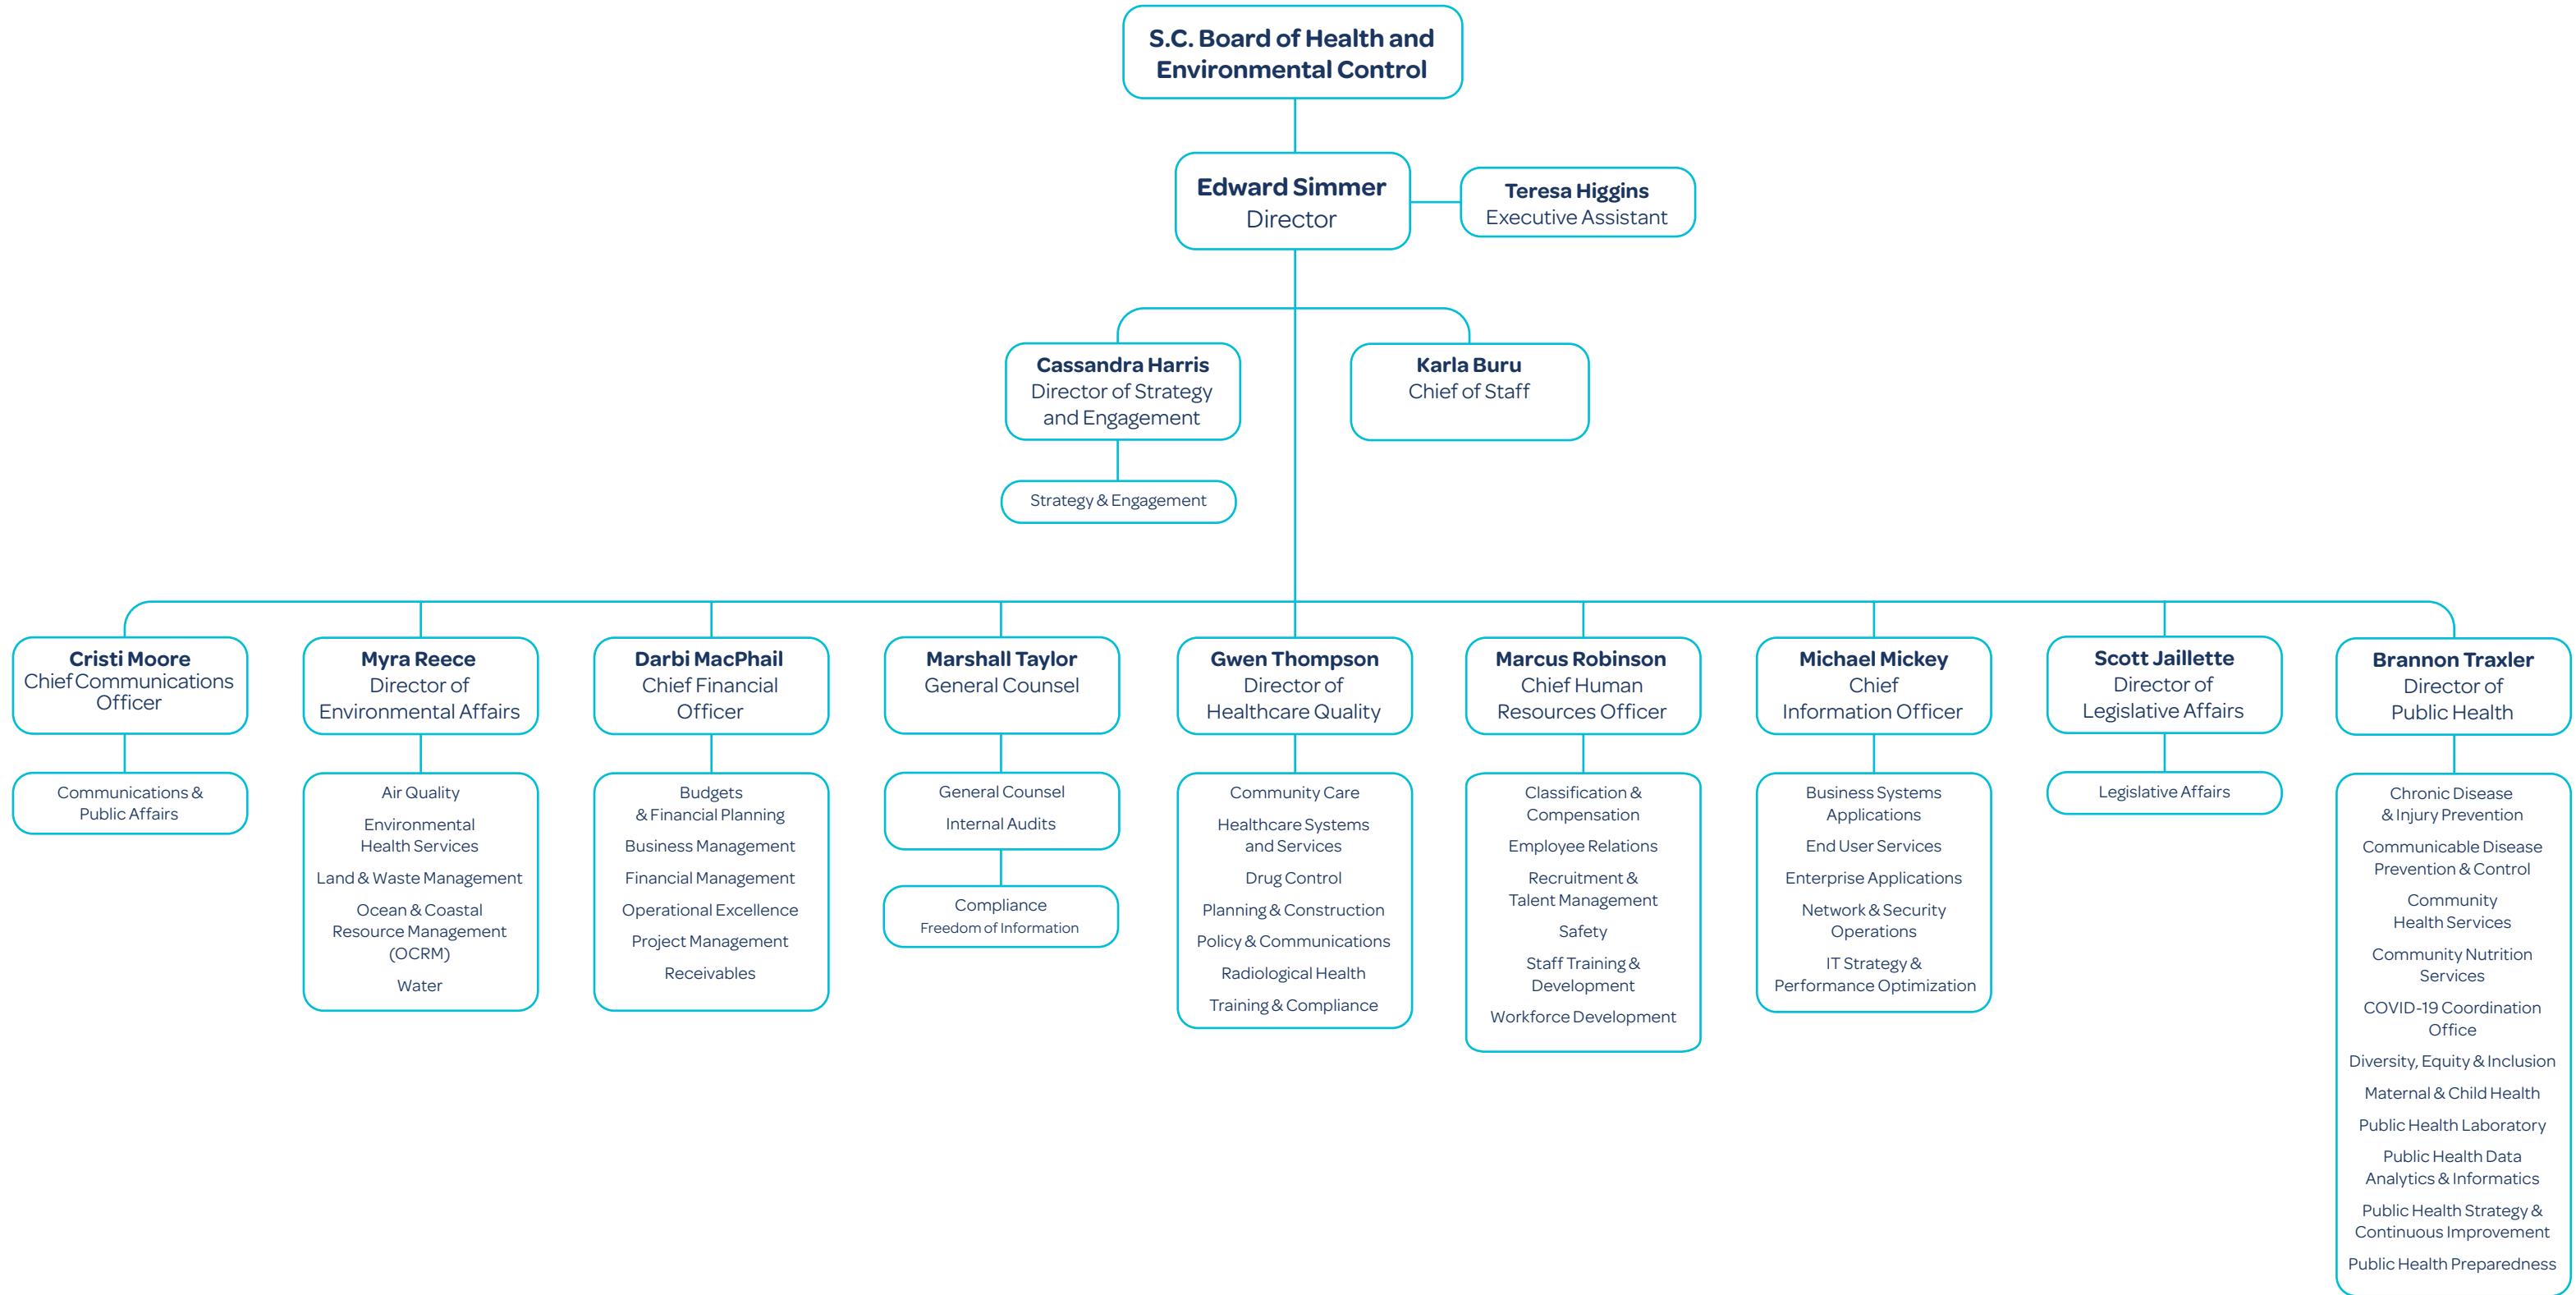 S.C. Board of Health and
Environmental Control
Edward Simmer
Director
Teresa Higgins
Executive Assistant
Cassandra Harris
Director of Strategy
and Engagement
Karla Buru
Chief of Staff
Strategy & Engagement
Cristi Moore
Chief Communications
Officer
Communications &
Public Affairs
Myra Reece
Director of
Environmental Affairs
Air Quality
Environmental
Health Services
Land & Waste Management
Ocean & Coastal
Resource Management
(OCRM)
Water
Darbi MacPhail
Chief Financial
Officer
Budgets
& Financial Planning
Business Management
Financial Management
Operational Excellence
Project Management
Receivables
Marshall Taylor
General Counsel
General Counsel
Internal Audits
Compliance
Freedom of Information
Gwen Thompson
Director of
Healthcare Quality
Community Care
Healthcare Systems
and Services
Drug Control
Planning & Construction
Policy & Communications
Radiological Health
Training & Compliance
Marcus Robinson
Chief Human
Resources Officer
Classification &
Compensation
Employee Relations
Recruitment &
Talent Management
Safety
Staff Training &
Development
Workforce Development
Michael Mickey
Chief
Information Officer
Business Systems
Applications
End User Services
Enterprise Applications
Network & Security
Operations
IT Strategy &
Performance Optimization
Scott Jaillette
Director of
Legislative Affairs
Legislative Affairs
Brannon Traxler
Director of
Public Health
Chronic Disease
& Injury Prevention
Communicable Disease
Prevention & Control
Community
Health Services
Community Nutrition
Services
COVID-19 Coordination
Office
Diversity, Equity & Inclusion
Maternal & Child Health
Public Health Laboratory
Public Health Data
Analytics & Informatics
Public Health Strategy &
Continuous Improvement
Public Health Preparedness